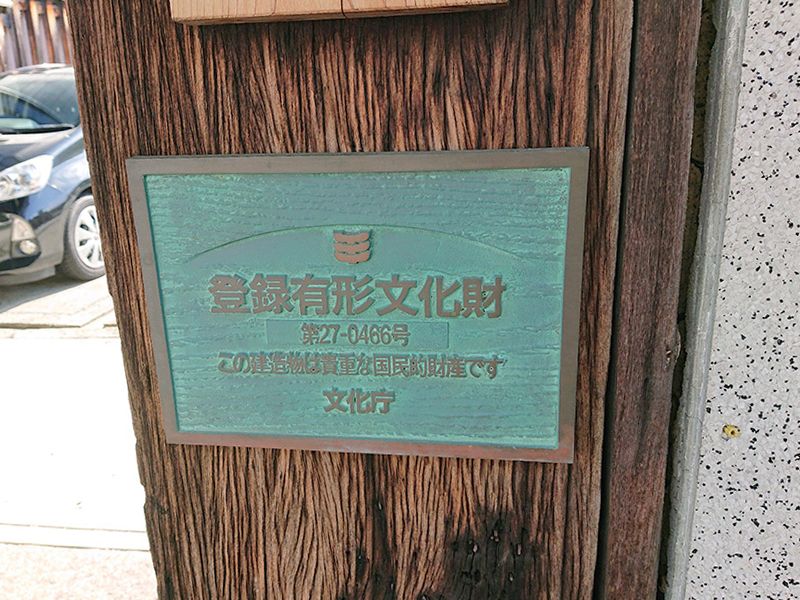 登録有形文化財
第27-0466号
この建造物は貴重な国民的財産です
文化庁